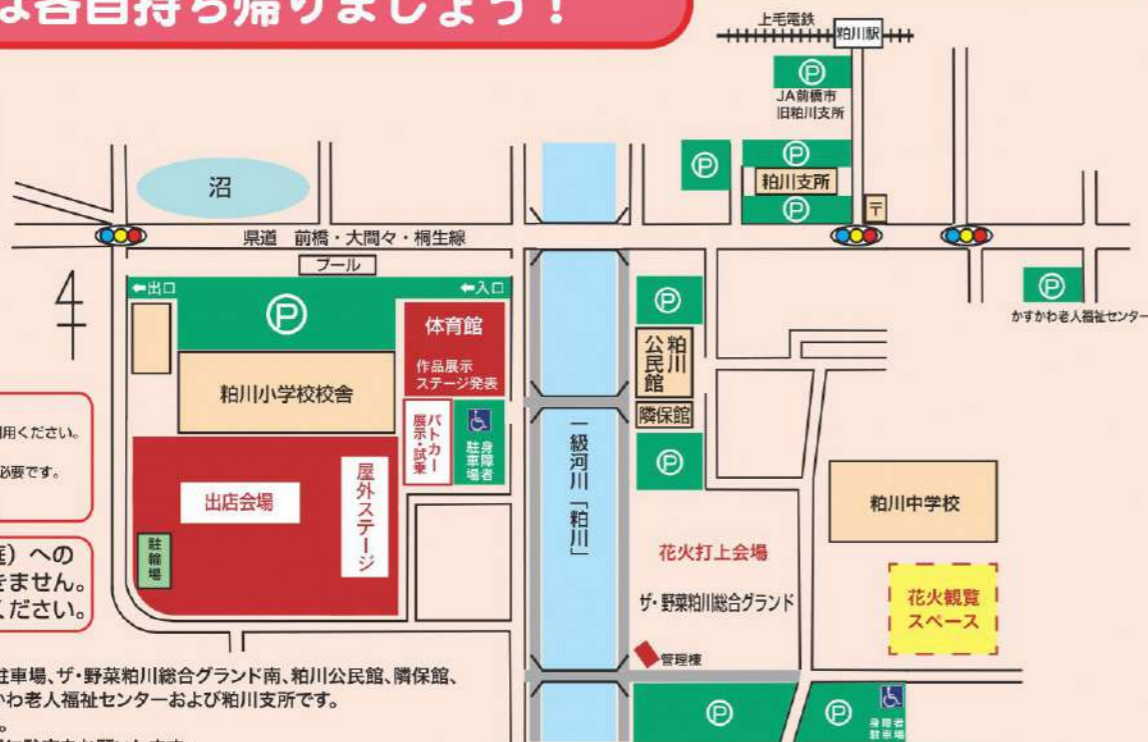 は各自持ち帰りましょう！
上毛電鉄
粕川駅
Ⓟ
JA前橋市
旧粕川支所
Ⓟ
Ⓟ
粕川支所
Ⓟ
〒
沼
県道 前橋・大間々・桐生線
プール
←出口
←入口
Ⓟ
体育館
作品展示
ステージ発表
粕川小学校校舎
パトカー
展示・試乗
身障者
駐車場
出店会場
屋外ステージ
駐輪場
一級河川「粕川」
Ⓟ
粕川
公民館
隣保館
Ⓟ
Ⓟ
かすかわ老人福祉センター
粕川中学校
花火打上会場
ザ・野菜粕川総合グランド
花火観覧
スペース
管理棟
Ⓟ
Ⓟ
身障者
駐車場
用ください。
必要です。
への
きません。
ください。
駐車場、ザ・野菜粕川総合グランド南、粕川公民館、隣保館、
かわ老人福祉センターおよび粕川支所です。